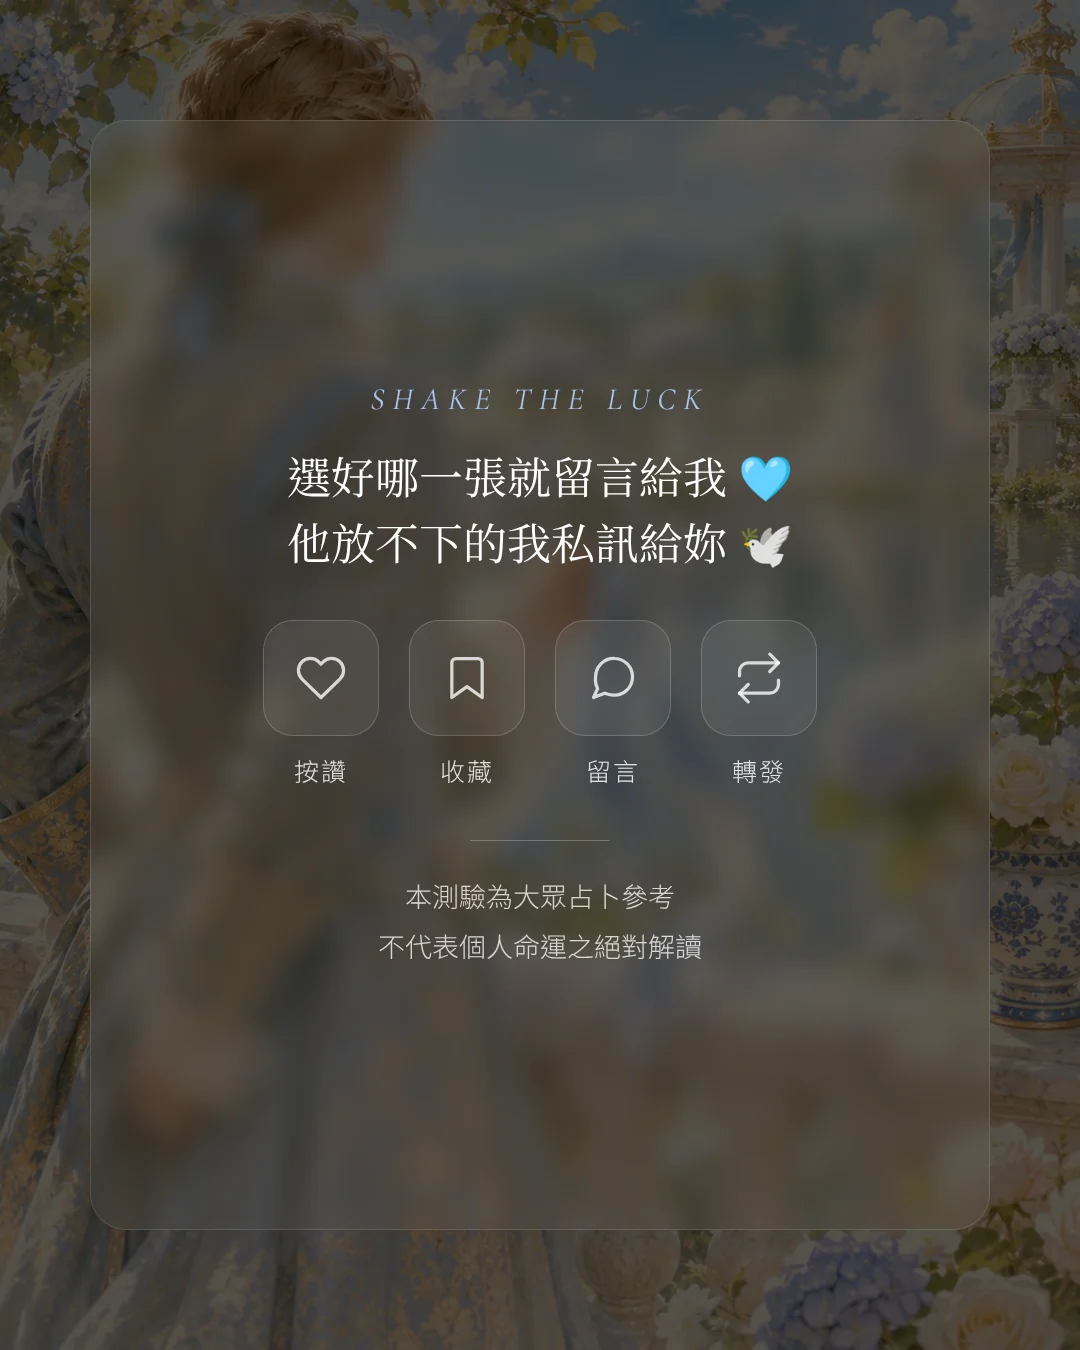 SHAKE THE LUCK
選好哪一張就留言給我 🩵
他放不下的我私訊給妳 🕊️
按讚 收藏 留言 轉發
本測驗為大眾占卜參考
不代表個人命運之絕對解讀